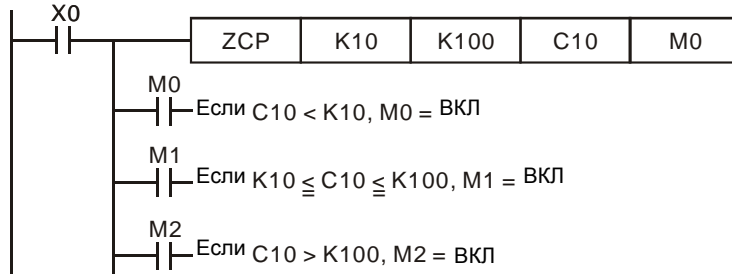 X0
ZCP K10 K100 C10 M0
M0
Если C10 < K10, M0 = ВКЛ
M1
Если K10 ≦ C10 ≦ K100, M1 = ВКЛ
M2
Если C10 > K100, M2 = ВКЛ